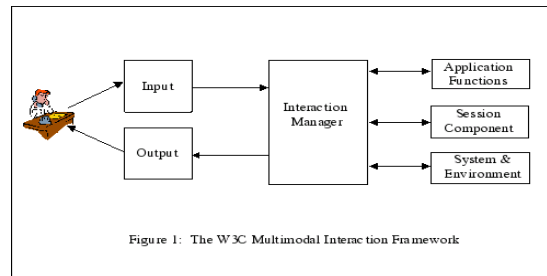 Input
Output
Interaction
Manager
Application
Functions
Session
Component
System &
Environment
Figure 1: The W3C Multimodal Interaction Framework